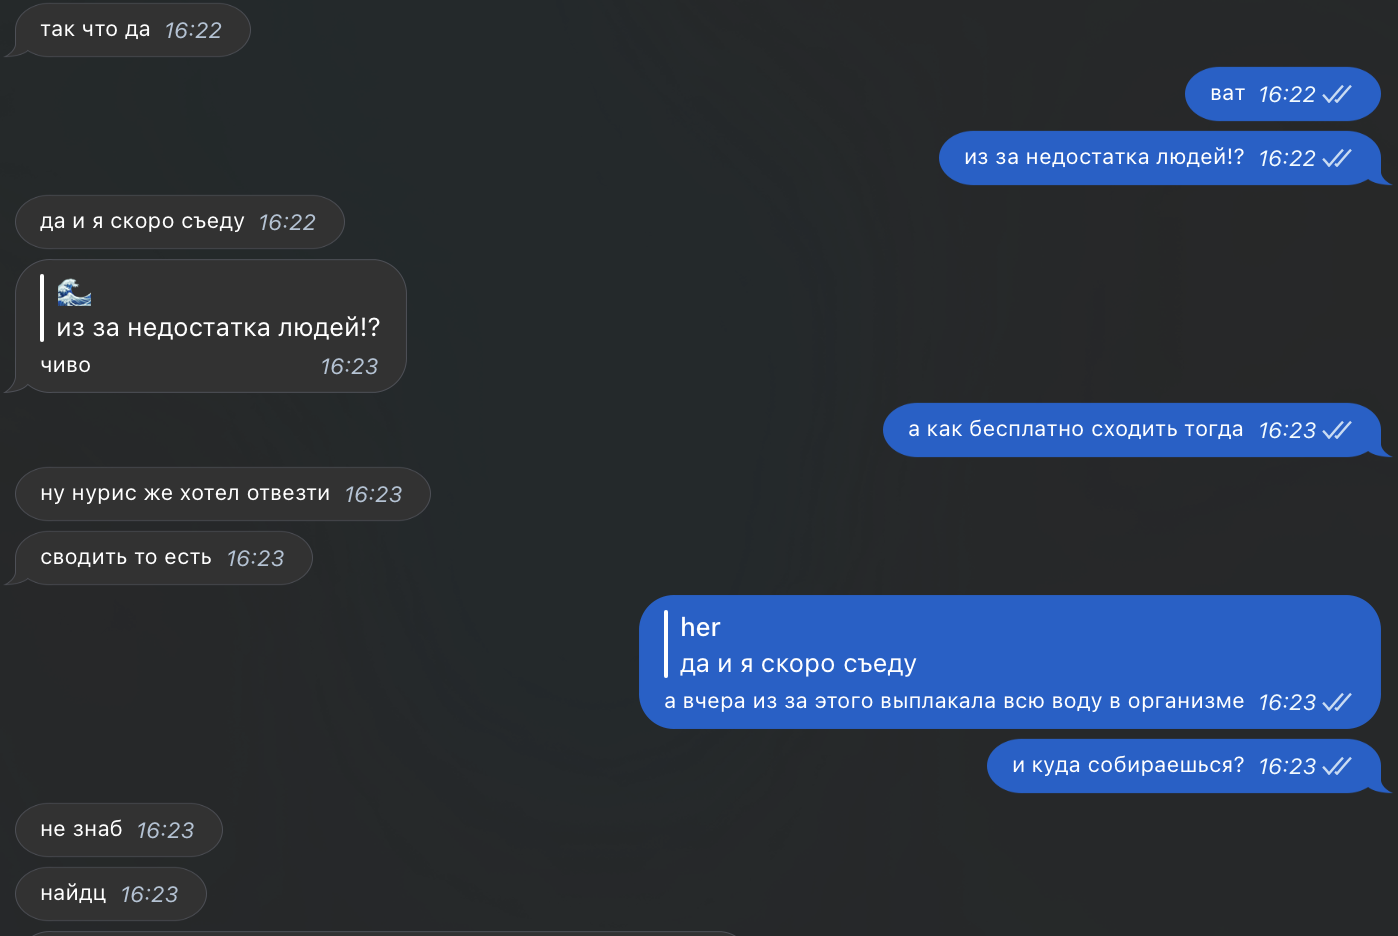 так что да 16:22
ват 16:22
из за недостатка людей!? 16:22
да и я скоро съеду 16:22
🌊
из за недостатка людей!?
чиво 16:23
а как бесплатно сходить тогда 16:23
ну нурис же хотел отвезти 16:23
сводить то есть 16:23
her
да и я скоро съеду
а вчера из за этого выплакала всю воду в организме 16:23
и куда собираешься? 16:23
не знаб 16:23
найдц 16:23